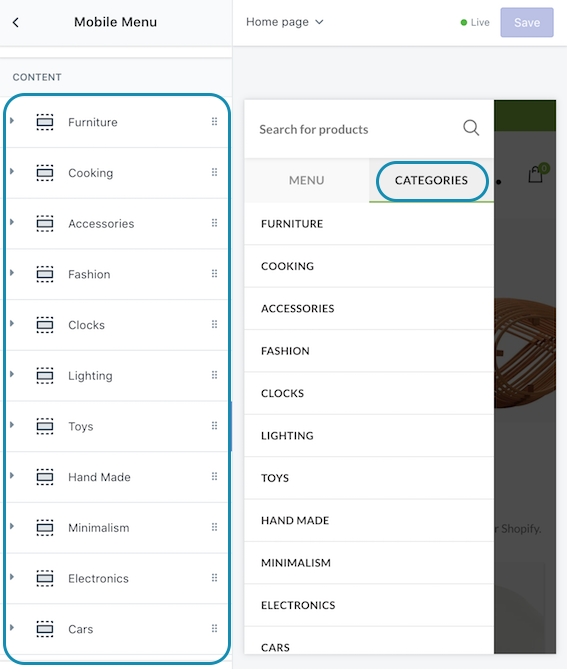 Mobile Menu
Home page
Live
Save
CONTENT
Furniture
Cooking
Accessories
Fashion
Clocks
Lighting
Toys
Hand Made
Minimalism
Electronics
Cars
Search for products
MENU
CATEGORIES
0
FURNITURE
COOKING
ACCESSORIES
FASHION
CLOCKS
LIGHTING
TOYS
HAND MADE
MINIMALISM
ELECTRONICS
CARS
r Shopify.